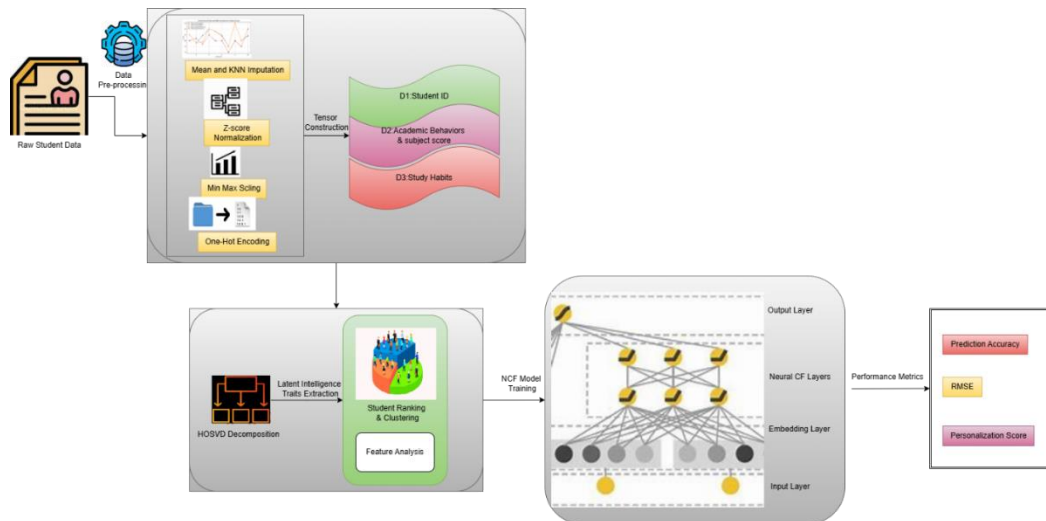 Data
Pre-processin
Raw Student Data
Mean and KNN Imputation
Z-score
Normalization
Min Max Scling
One-Hot Encoding
Tensor
Construction
D1:Student ID
D2:Academic Behaviors
& subject score
D3:Study Habits
HOSVD Decomposition
Latent Intelligence
Traits Extraction
Student Ranking
& Clustering
Feature Analysis
NCF Model
Training
Output Layer
Neural CF Layers
Embedding Layer
Input Layer
Performance Metrics
Prediction Accuracy
RMSE
Personalization Score